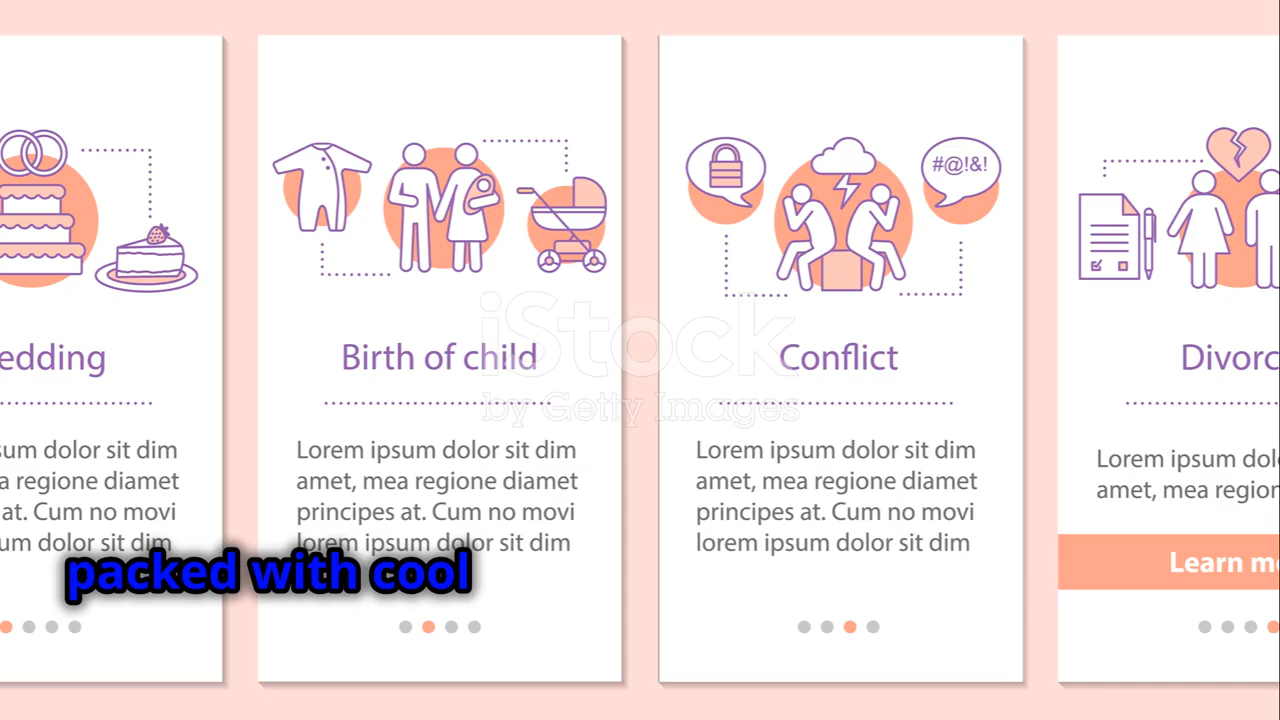 #@!&!
edding
Birth of child
Conflict
Divorc
sum dolor sit dim
a regione diamet
at. Cum no movi
um dolor sit dim
Lorem ipsum dolor sit dim
amet, mea regione diamet
principes at. Cum no movi
lorem ipsum dolor sit dim
Lorem ipsum dolor sit dim
amet, mea regione diamet
principes at. Cum no movi
lorem ipsum dolor sit dim
Lorem ipsum dol
amet, mea region
Learn mo
packed with cool
iStock
by Getty Images